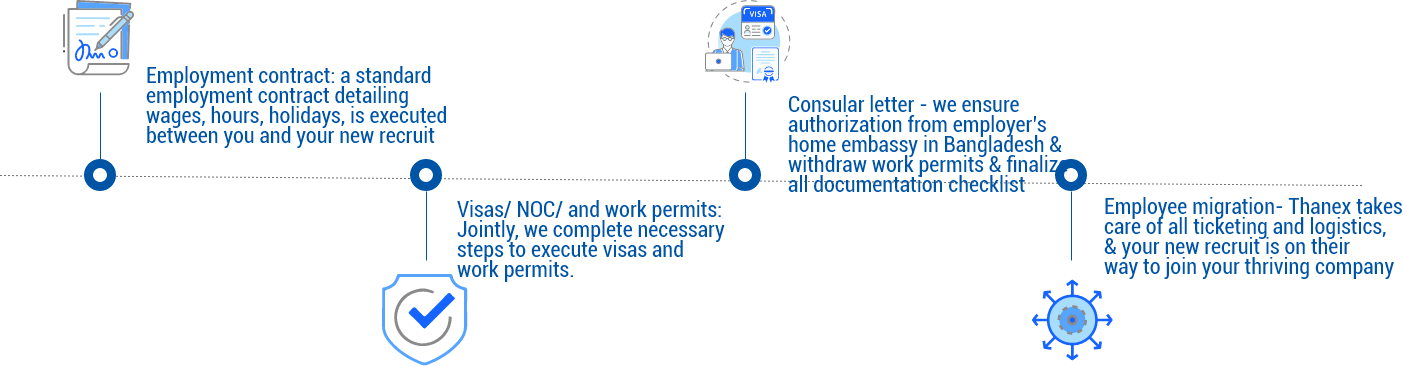 Employment contract: a standard
employment contract detailing
wages, hours, holidays, is executed
between you and your new recruit
Visas/ NOC/ and work permits:
Jointly, we complete necessary
steps to execute visas and
work permits.
VISA
Consular letter - we ensure
authorization from employer's
home embassy in Bangladesh &
withdraw work permits & finalize
all documentation checklist
Employee migration- Thanex takes
care of all ticketing and logistics,
& your new recruit is on their
way to join your thriving company